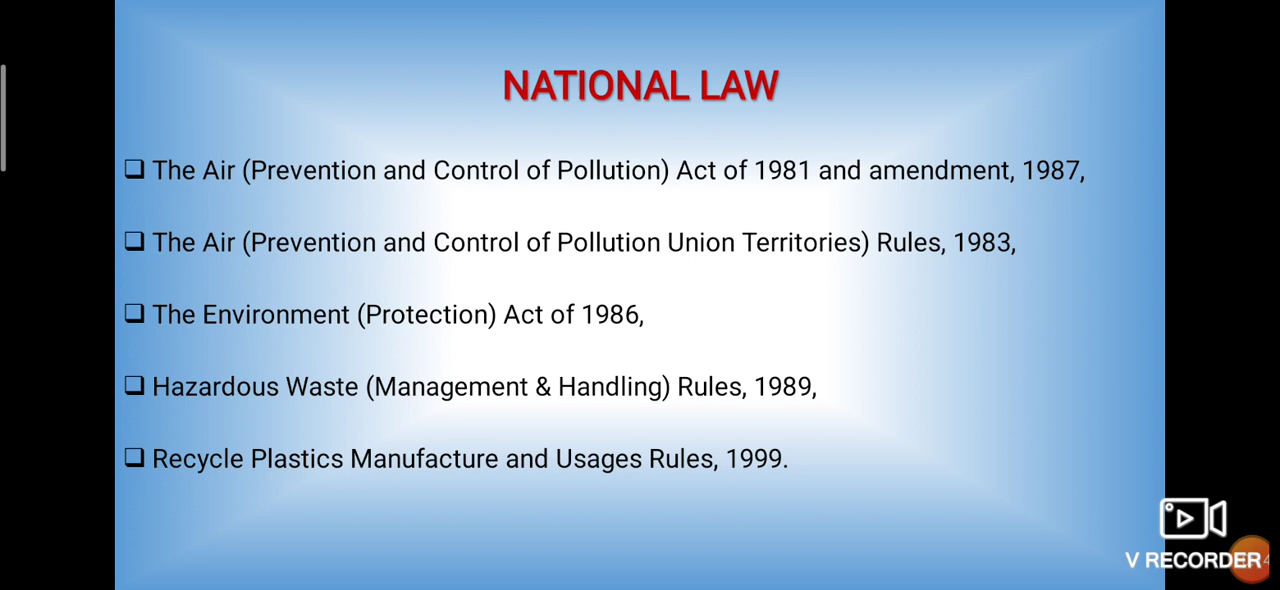 NATIONAL LAW
The Air (Prevention and Control of Pollution) Act of 1981 and amendment, 1987,
The Air (Prevention and Control of Pollution Union Territories) Rules, 1983,
The Environment (Protection) Act of 1986,
Hazardous Waste (Management & Handling) Rules, 1989,
Recycle Plastics Manufacture and Usages Rules, 1999.
V RECORDER
4